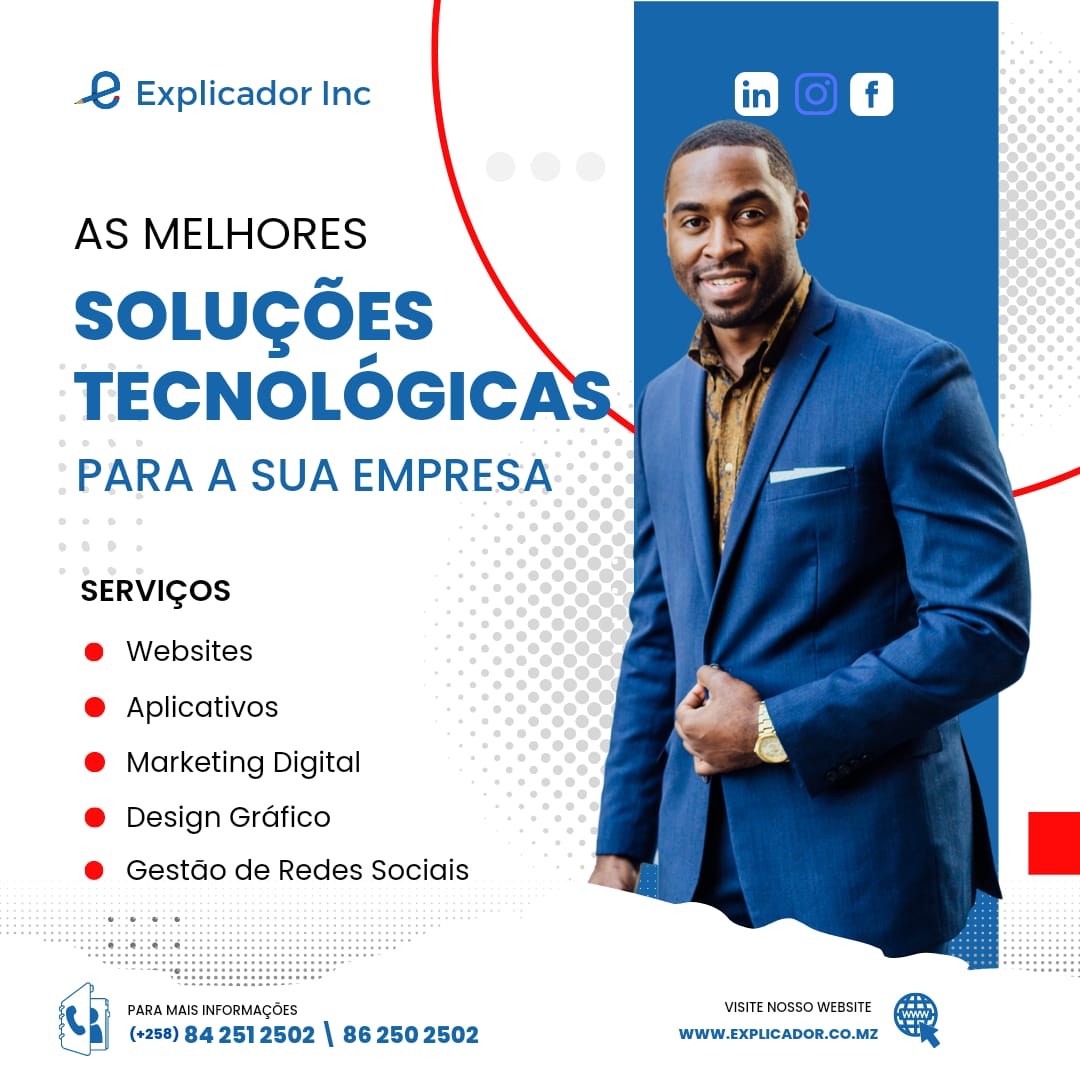 Explicador Inc
AS MELHORES
SOLUÇÕES
TECNOLÓGICAS
PARA A SUA EMPRESA
SERVIÇOS
Websites
Aplicativos
Marketing Digital
Design Gráfico
Gestão de Redes Sociais
PARA MAIS INFORMAÇÕES
(+258) 84 251 2502 \ 86 250 2502
VISITE NOSSO WEBSITE
WWW.EXPLICADOR.CO.MZ
WWW